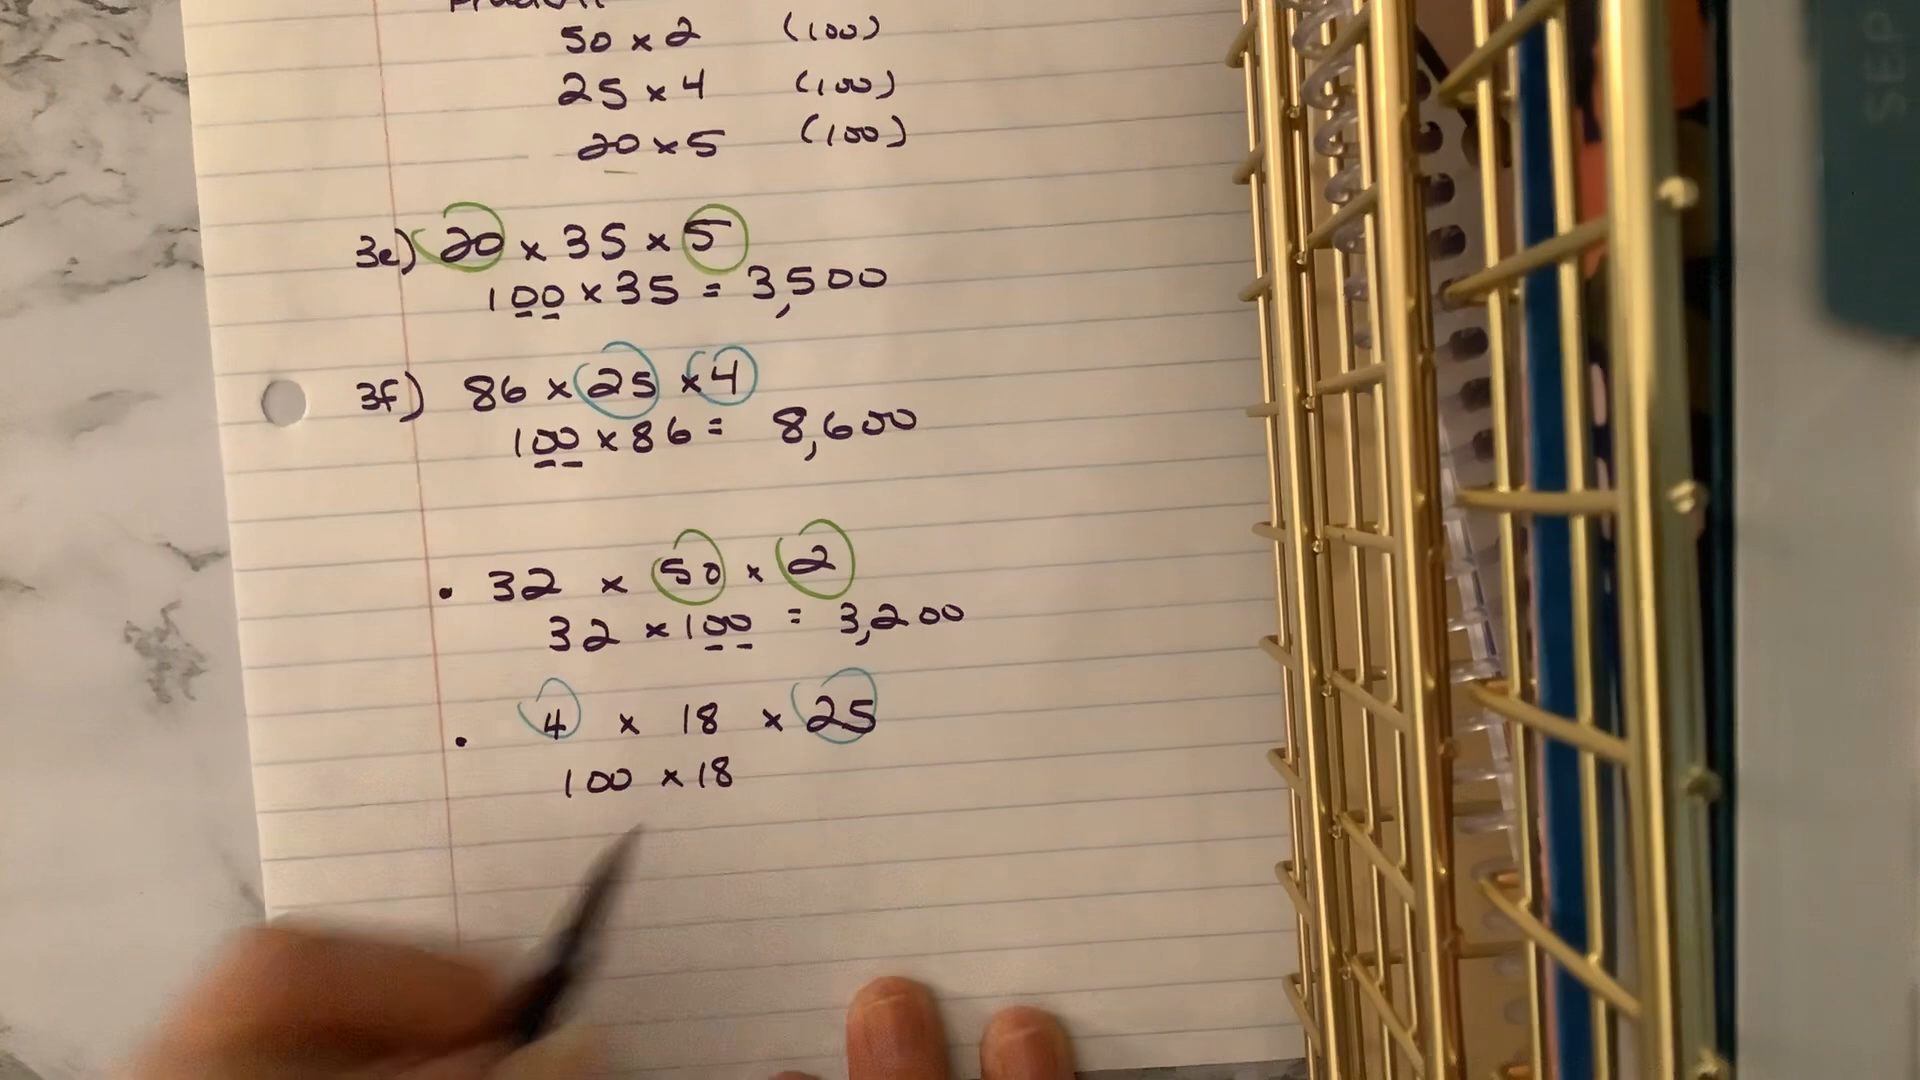 50 x 2 (100)
25 x 4 (100)
20 x 5 (100)
3e) 20 x 35 x 5
100 x 35 = 3,500
3f) 86 x 25 x 4
100 x 86 = 8,600
• 32 x 50 x 2
32 x 100 = 3,200
• 4 x 18 x 25
100 x 18
SEP